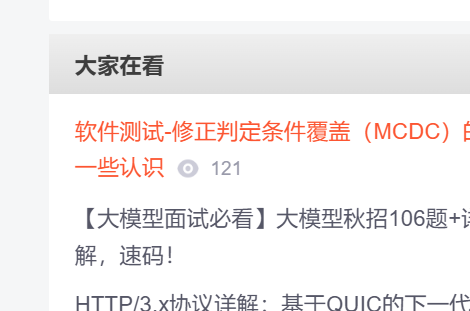 大家在看
软件测试-修正判定条件覆盖（MCDC）的
一些认识 121
【大模型面试必看】大模型秋招106题+详
解，速码！
HTTP/3.x协议详解：基于QUIC的下一代